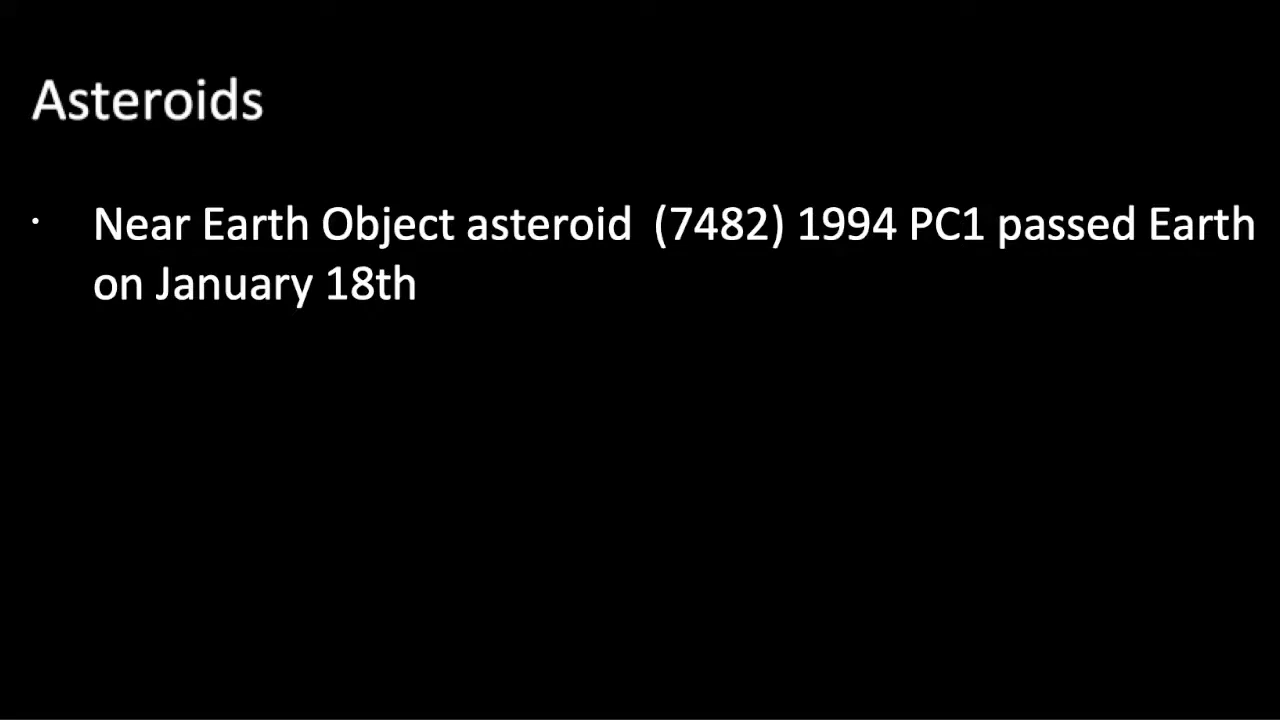 Asteroids
· Near Earth Object asteroid  (7482) 1994 PC1 passed Earth
on January 18th